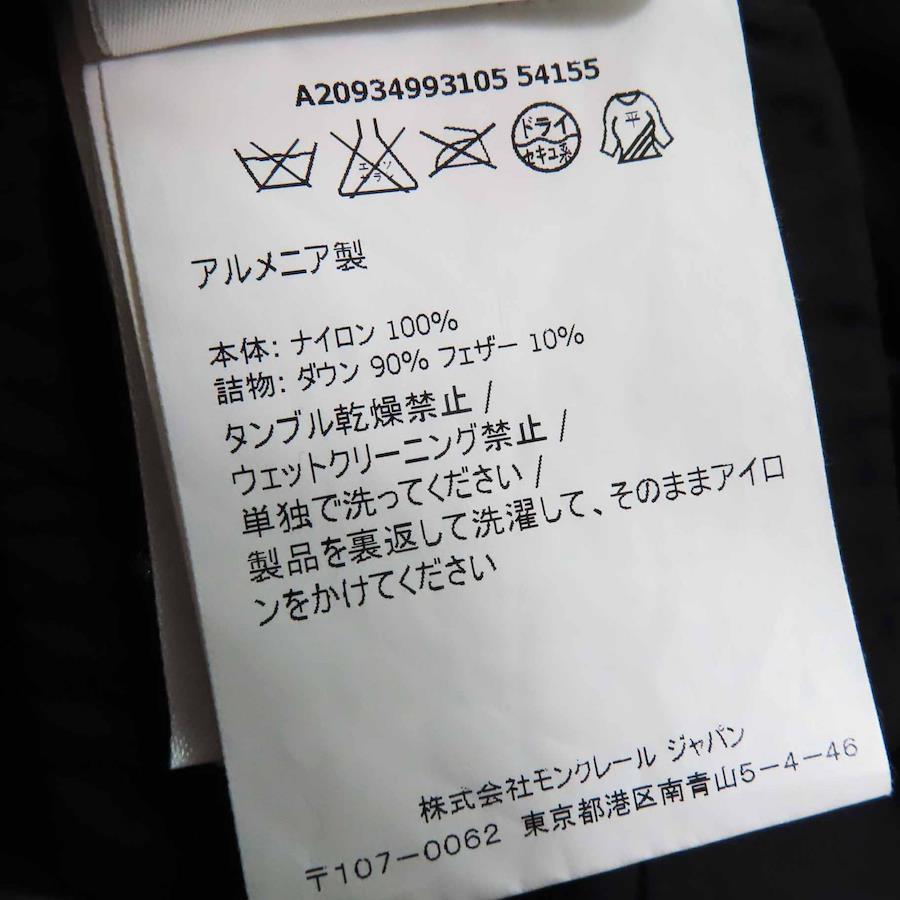 A20934993105 54155
エンソ
サラシ
ドライ
セキユ系
平
アルメニア製
本体: ナイロン 100%
詰物: ダウン 90% フェザー 10%
タンブル乾燥禁止 /
ウェットクリーニング禁止 /
単独で洗ってください /
製品を裏返して洗濯して、そのままアイロ
ンをかけてください
株式会社モンクレール ジャパン
〒107-0062 東京都港区南青山5-4-46